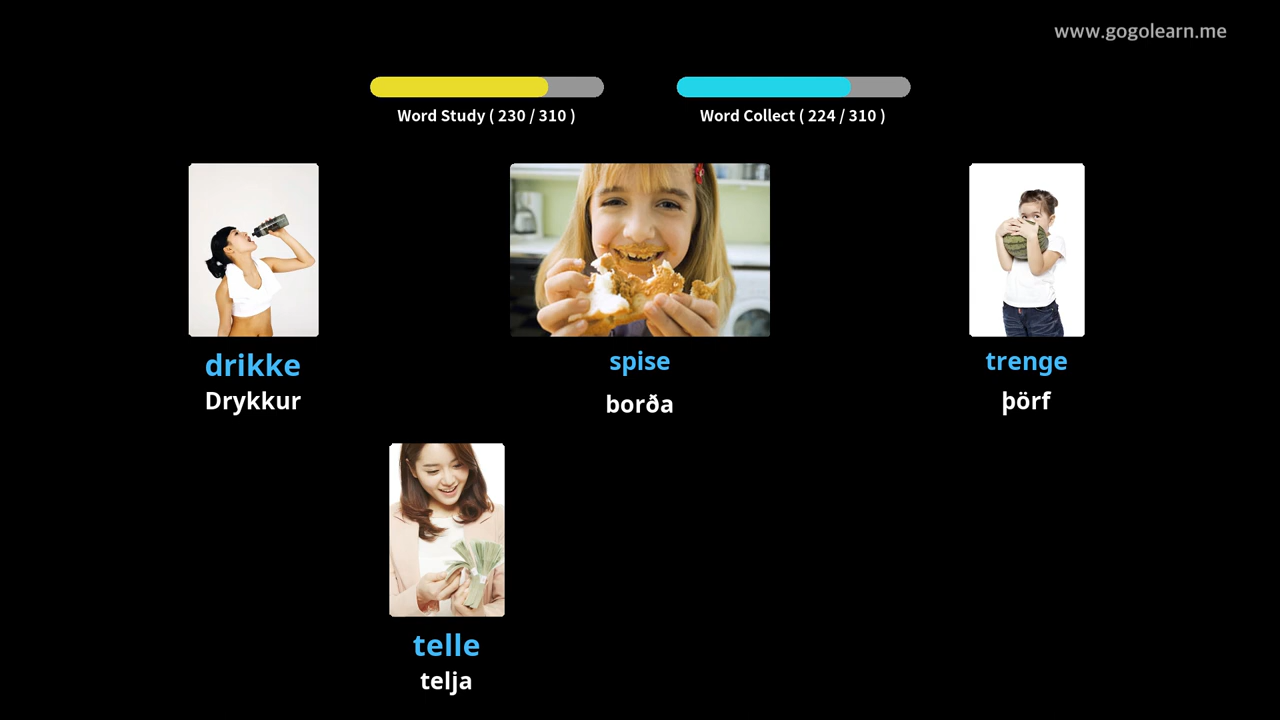 www.gogolearn.me
Word Study ( 230 / 310 )
Word Collect ( 224 / 310 )
drikke
Drykkur
spise
borða
trenge
þörf
telle
telja